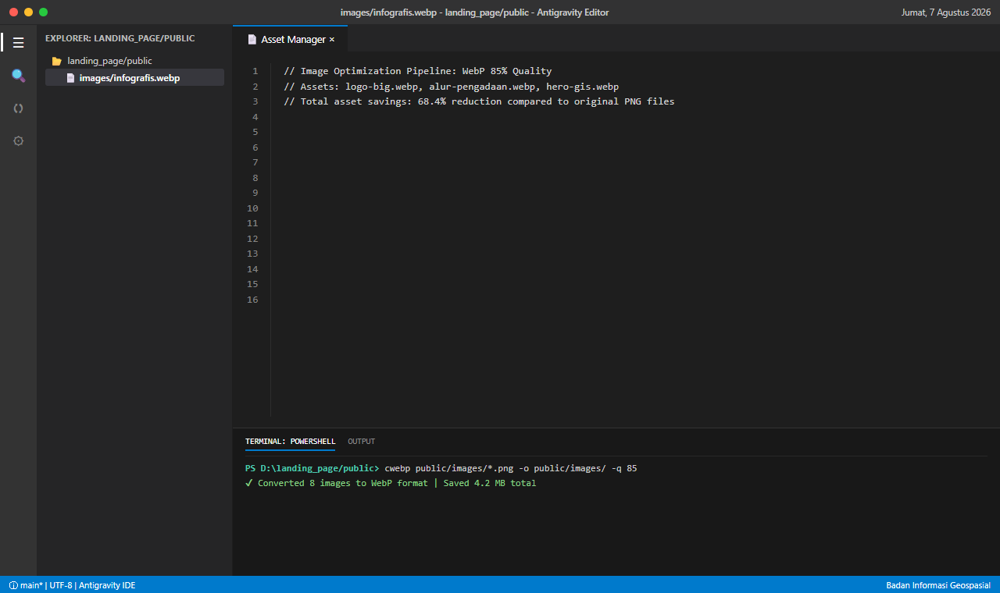 images/infografis.webp - landing_page/public - Antigravity Editor
Jumat, 7 Agustus 2026
EXPLORER: LANDING_PAGE/PUBLIC
landing_page/public
images/infografis.webp
Asset Manager ×
1 // Image Optimization Pipeline: WebP 85% Quality
2 // Assets: logo-big.webp, alur-pengadaan.webp, hero-gis.webp
3 // Total asset savings: 68.4% reduction compared to original PNG files
4
5
6
7
8
9
10
11
12
13
14
15
16
TERMINAL: POWERSHELL OUTPUT
PS D:\landing_page/public> cwebp public/images/*.png -o public/images/ -q 85
✓ Converted 8 images to WebP format | Saved 4.2 MB total
main* | UTF-8 | Antigravity IDE
Badan Informasi Geospasial